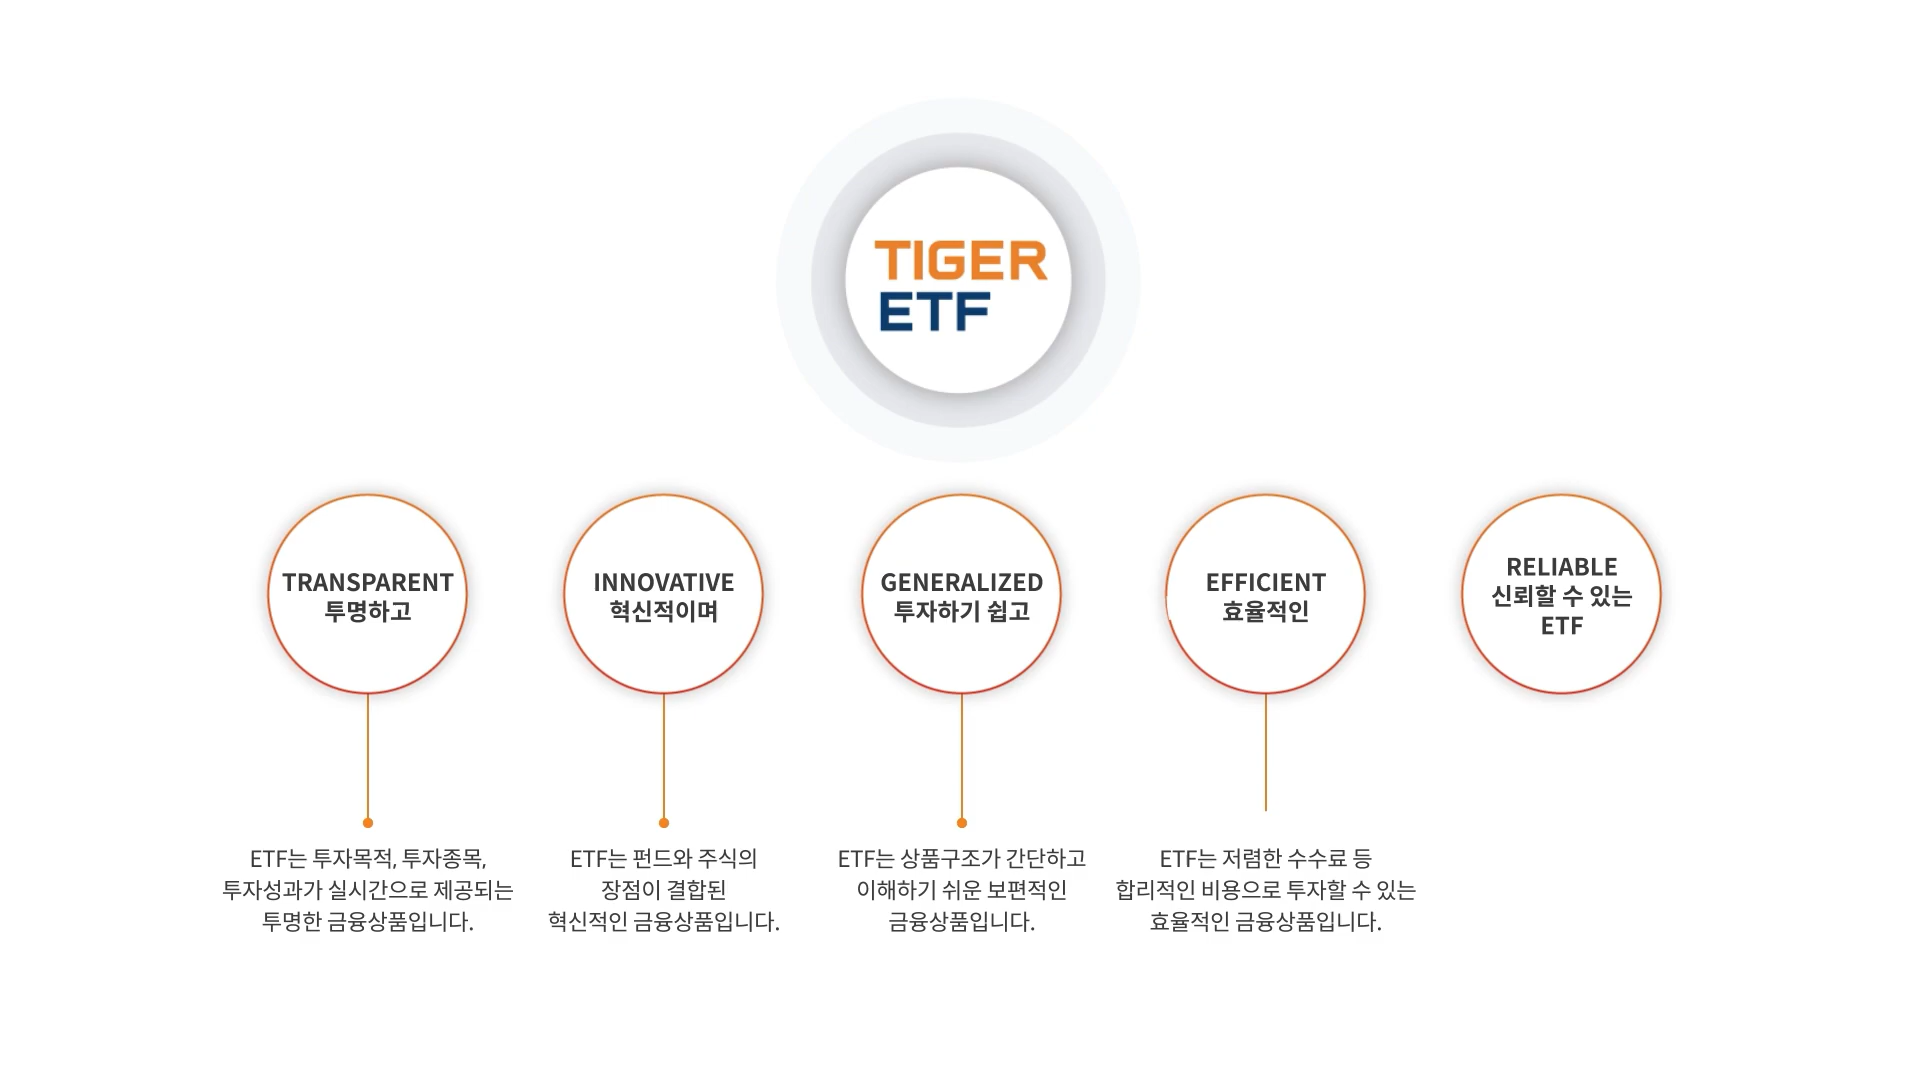 TIGER
ETF
TRANSPARENT
투명하고
INNOVATIVE
혁신적이며
GENERALIZED
투자하기 쉽고
EFFICIENT
효율적인
RELIABLE
신뢰할 수 있는
ETF
ETF는 투자목적, 투자종목,
투자성과가 실시간으로 제공되는
투명한 금융상품입니다.
ETF는 펀드와 주식의
장점이 결합된
혁신적인 금융상품입니다.
ETF는 상품구조가 간단하고
이해하기 쉬운 보편적인
금융상품입니다.
ETF는 저렴한 수수료 등
합리적인 비용으로 투자할 수 있는
효율적인 금융상품입니다.